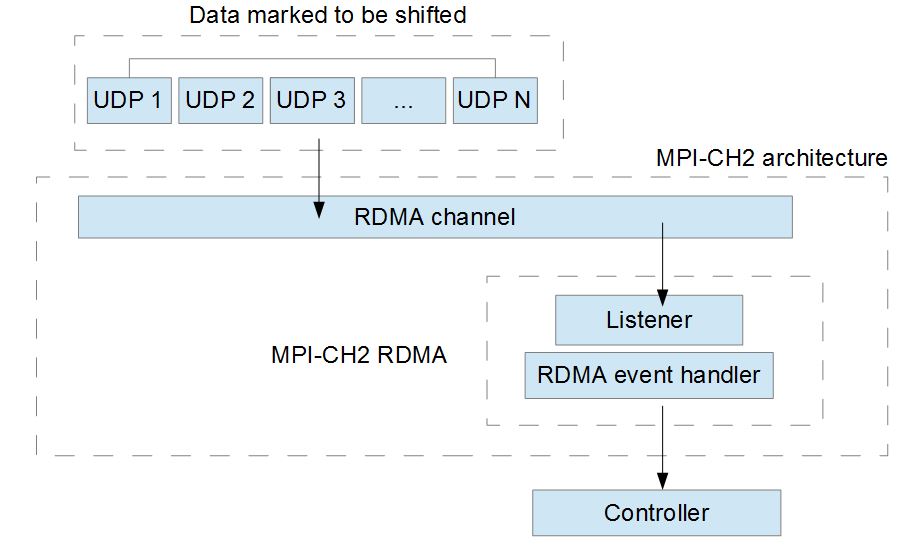 Data marked to be shifted
UDP 1 UDP 2 UDP 3 ... UDP N
MPI-CH2 architecture
RDMA channel
Listener
MPI-CH2 RDMA
RDMA event handler
Controller